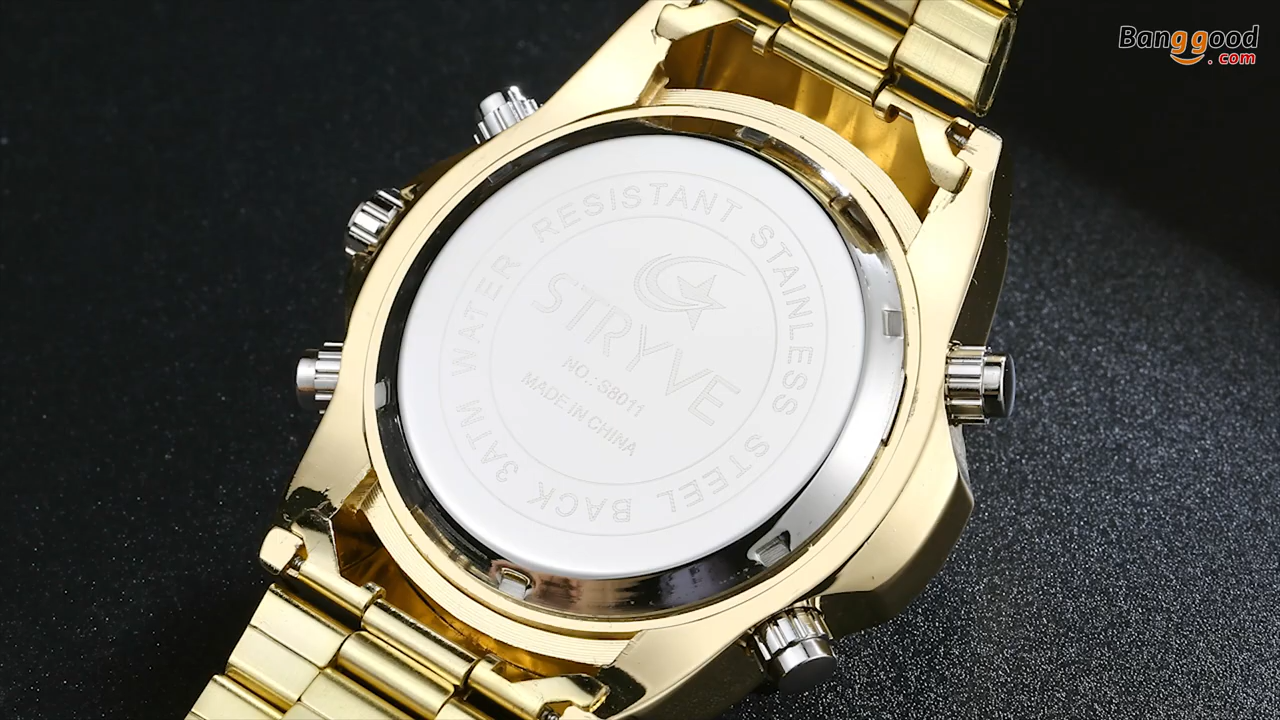 Banggood
.com
WATER RESISTANT STAINLESS STEEL BACK 3ATM
STRYVE
NO.:S8011
MADE IN CHINA